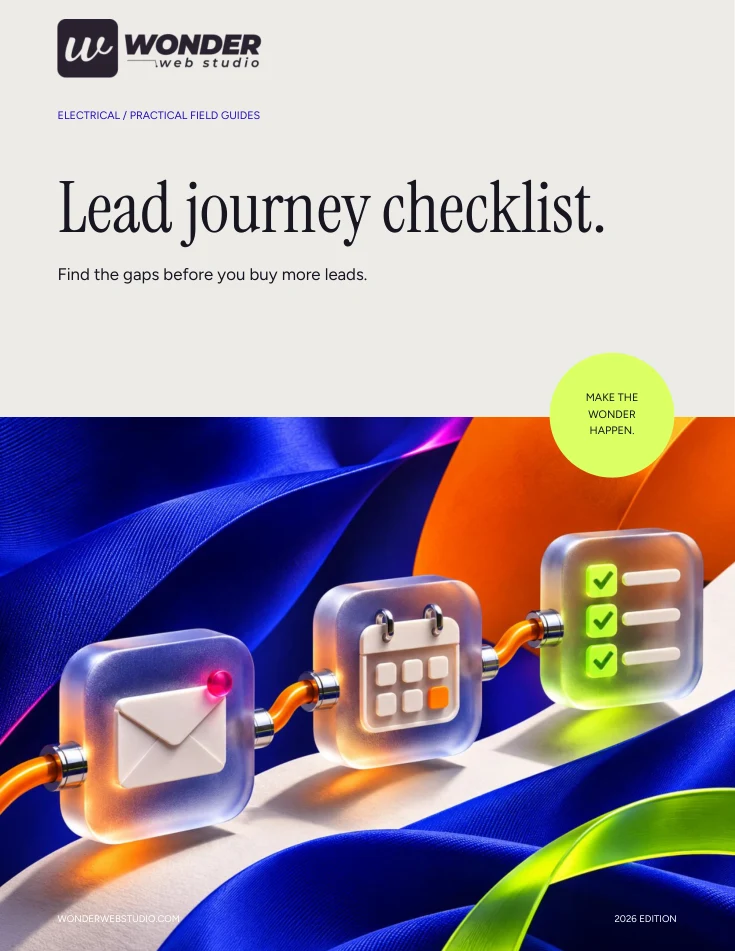 w WONDER
web studio
ELECTRICAL / PRACTICAL FIELD GUIDES
Lead journey checklist.
Find the gaps before you buy more leads.
MAKE THE
WONDER
HAPPEN.
WONDERWEBSTUDIO.COM
2026 EDITION